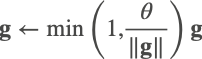 g ← min(1, θ/‖g‖) g